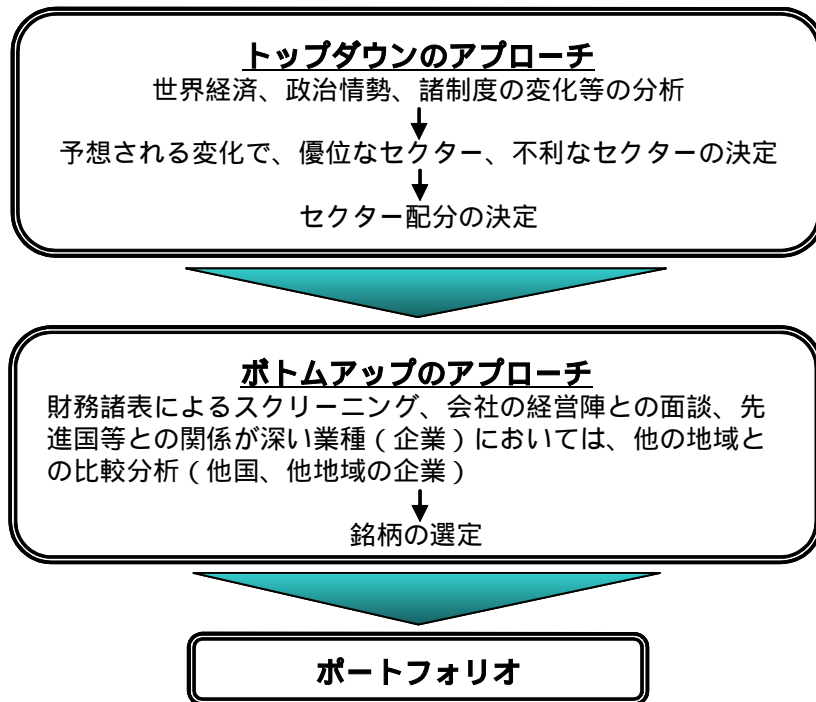 トップダウンのアプローチ
世界経済、政治情勢、諸制度の変化等の分析
予想される変化で、優位なセクター、不利なセクターの決定
セクター配分の決定
ボトムアップのアプローチ
財務諸表によるスクリーニング、会社の経営陣との面談、先
進国等との関係が深い業種（企業）においては、他の地域と
の比較分析（他国、他地域の企業）
銘柄の選定
ポートフォリオ